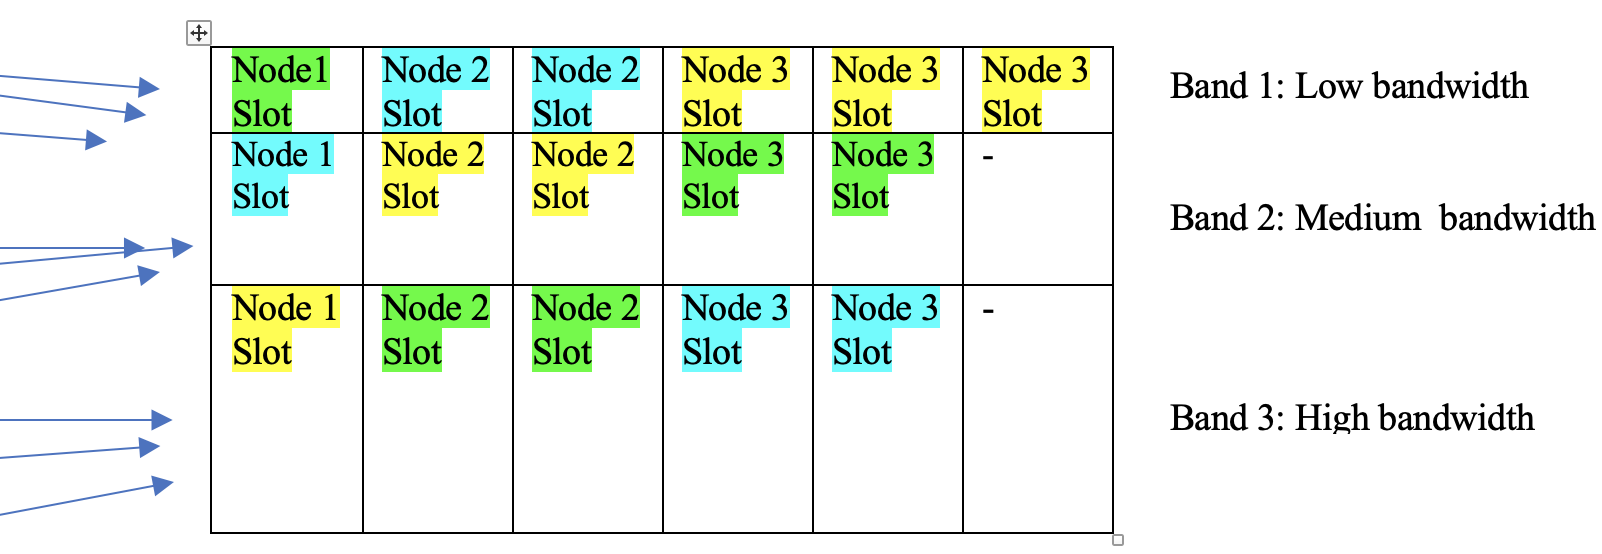 Node1 Slot
Node 2 Slot
Node 2 Slot
Node 3 Slot
Node 3 Slot
Node 3 Slot
Band 1: Low bandwidth
Node 1 Slot
Node 2 Slot
Node 2 Slot
Node 3 Slot
Node 3 Slot
-
Band 2: Medium  bandwidth
Node 1 Slot
Node 2 Slot
Node 2 Slot
Node 3 Slot
Node 3 Slot
-
Band 3: High bandwidth